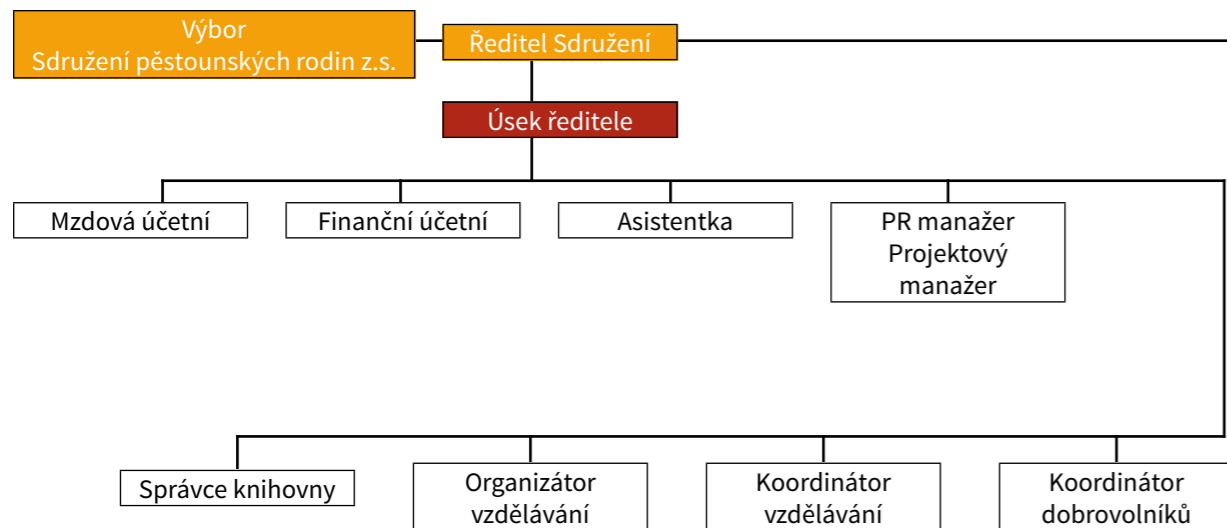 Výbor
Sdružení pěstounských rodin z.s.
Ředitel Sdružení
Úsek ředitele
Mzdová účetní
Finanční účetní
Asistentka
PR manažer
Projektový
manažer
Správce knihovny
Organizátor
vzdělávání
Koordinátor
vzdělávání
Koordinátor
dobrovolníků